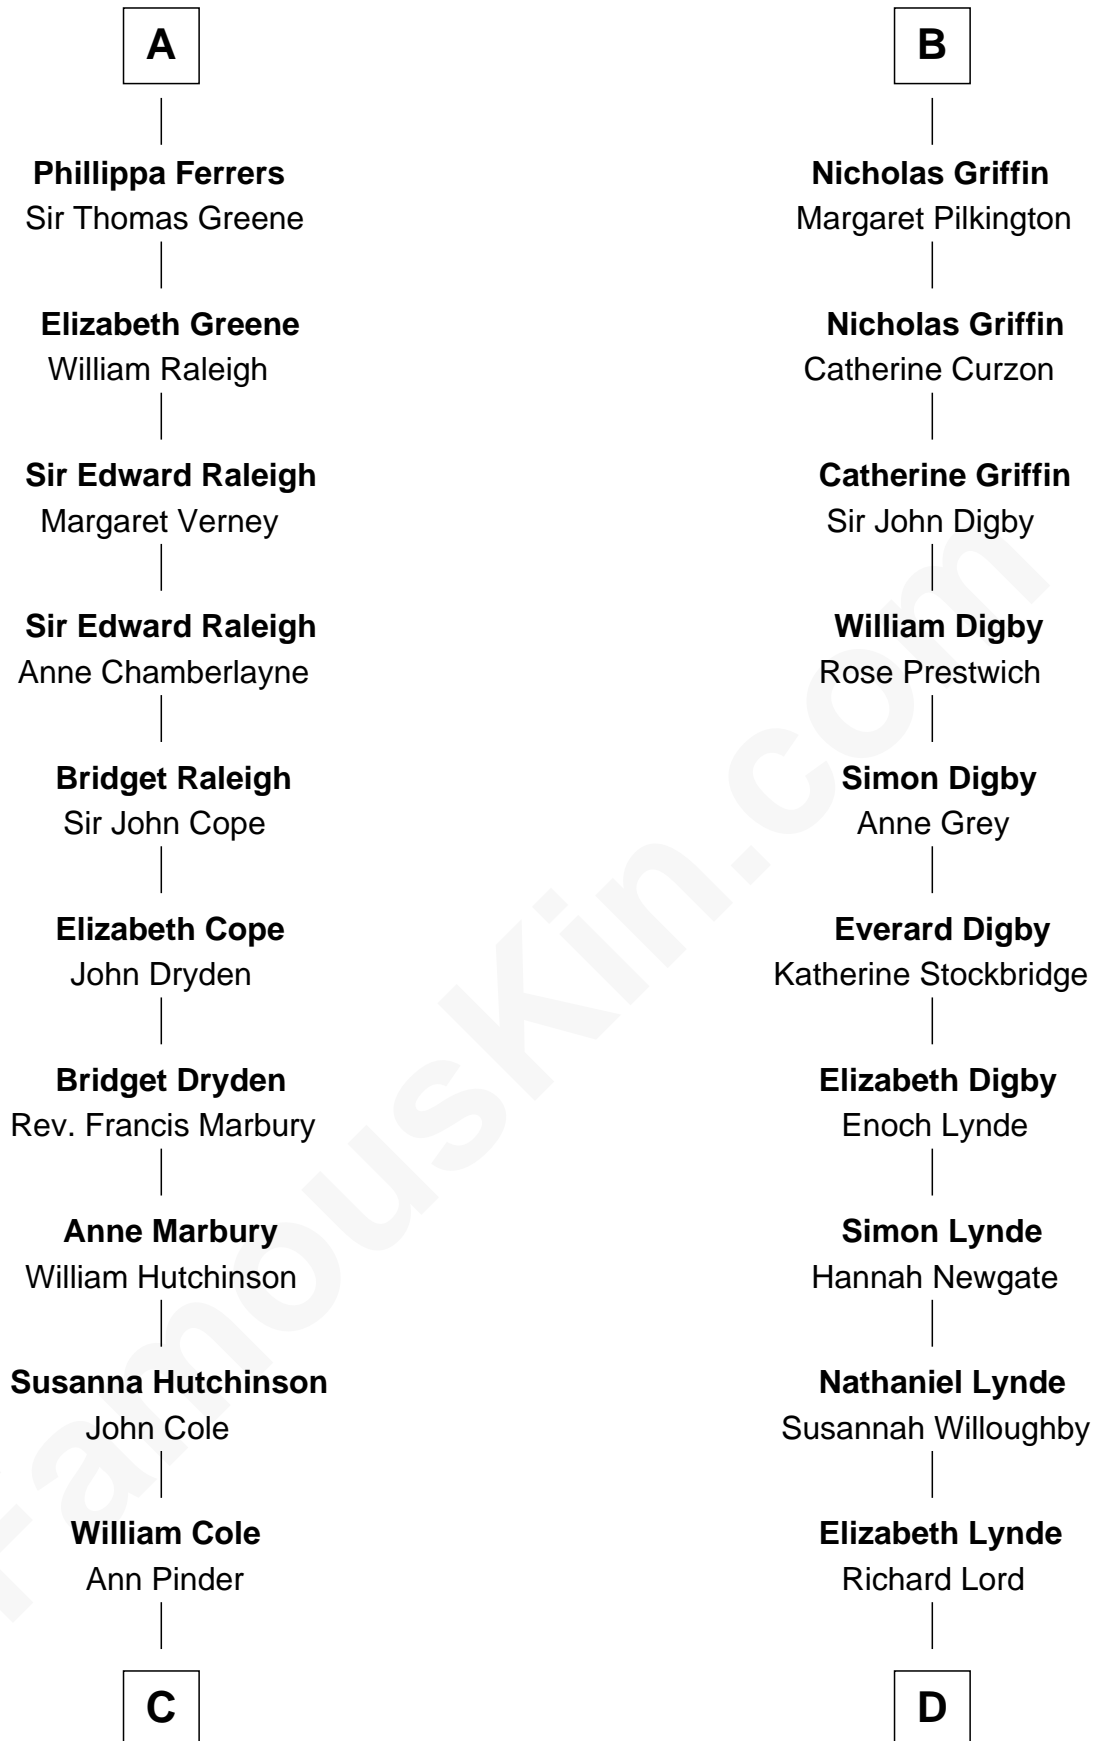 A
Phillippa Ferrers
Sir Thomas Greene
Elizabeth Greene
William Raleigh
Sir Edward Raleigh
Margaret Verney
Sir Edward Raleigh
Anne Chamberlayne
Bridget Raleigh
Sir John Cope
Elizabeth Cope
John Dryden
Bridget Dryden
Rev. Francis Marbury
Anne Marbury
William Hutchinson
Susanna Hutchinson
John Cole
William Cole
Ann Pinder
C
B
Nicholas Griffin
Margaret Pilkington
Nicholas Griffin
Catherine Curzon
Catherine Griffin
Sir John Digby
William Digby
Rose Prestwich
Simon Digby
Anne Grey
Everard Digby
Katherine Stockbridge
Elizabeth Digby
Enoch Lynde
Simon Lynde
Hannah Newgate
Nathaniel Lynde
Susannah Willoughby
Elizabeth Lynde
Richard Lord
D
FamousKin.com